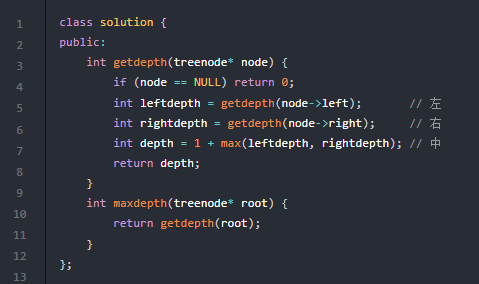 1 class solution {
2 public:
3     int getdepth(treenode* node) {
4         if (node == NULL) return 0;
5         int leftdepth = getdepth(node->left);       // 左
6         int rightdepth = getdepth(node->right);     // 右
7         int depth = 1 + max(leftdepth, rightdepth); // 中
8         return depth;
9     }
10     int maxdepth(treenode* root) {
11         return getdepth(root);
12     }
13 };